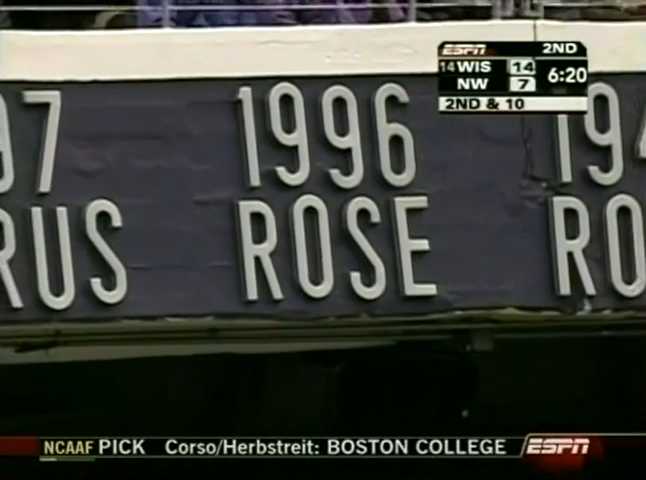 ESPN 2ND
14 WIS 14 6:20
NW 7
2ND & 10
97 1996 194
RUS ROSE RO
NCAAF PICK Corso/Herbstreit: BOSTON COLLEGE ESPN